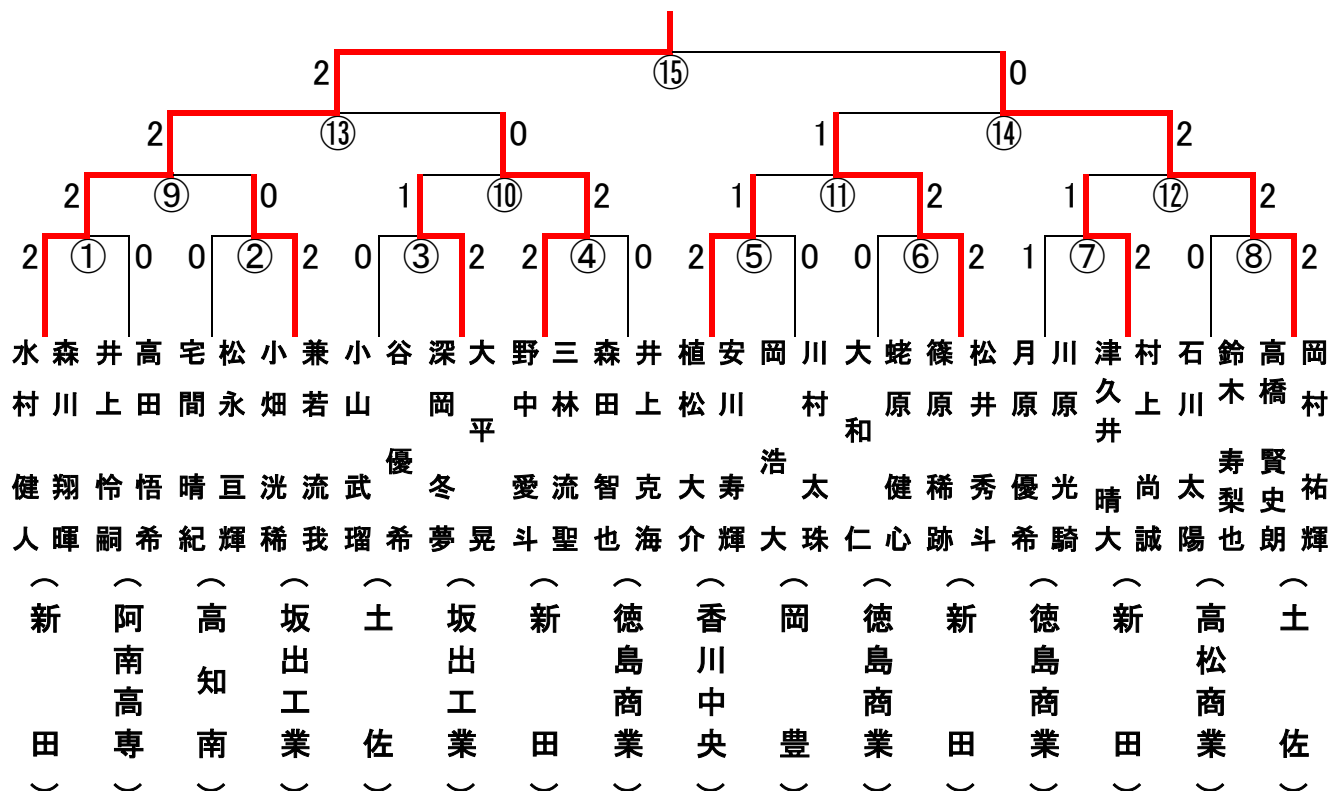 ⑮
2 0
⑬ ⑭
2 0 1 2
⑨ ⑩ ⑪ ⑫
2 0 1 2 1 2 1 2
① ② ③ ④ ⑤ ⑥ ⑦ ⑧
2 0 0 2 0 2 2 0 2 0 0 2 1 2 0 2
水村 健人
森川 翔暉
(新田)
井上 怜嗣
高田 悟希
(阿南高専)
宅間 晴紀
松永 亘輝
(高知南)
小畑 洸稀
兼若 流我
(坂出工業)
小山 武瑠
谷 優希
(土佐)
深岡 冬夢
大平 晃
(坂出工業)
野中 愛斗
三林 流聖
(新田)
森田 智也
井上 克海
(徳島商業)
植松 大介
安川 寿輝
(香川中央)
岡 浩大
川村 太珠
(岡豊)
大和 仁
蛯原 健心
(徳島商業)
篠原 稀跡
松井 秀斗
(新田)
月原 優希
川原 光騎
(徳島商業)
津久井 晴大
村上 尚誠
(新田)
石川 太陽
鈴木 寿梨也
(高松商業)
高橋 賢史朗
岡村 祐輝
(土佐)